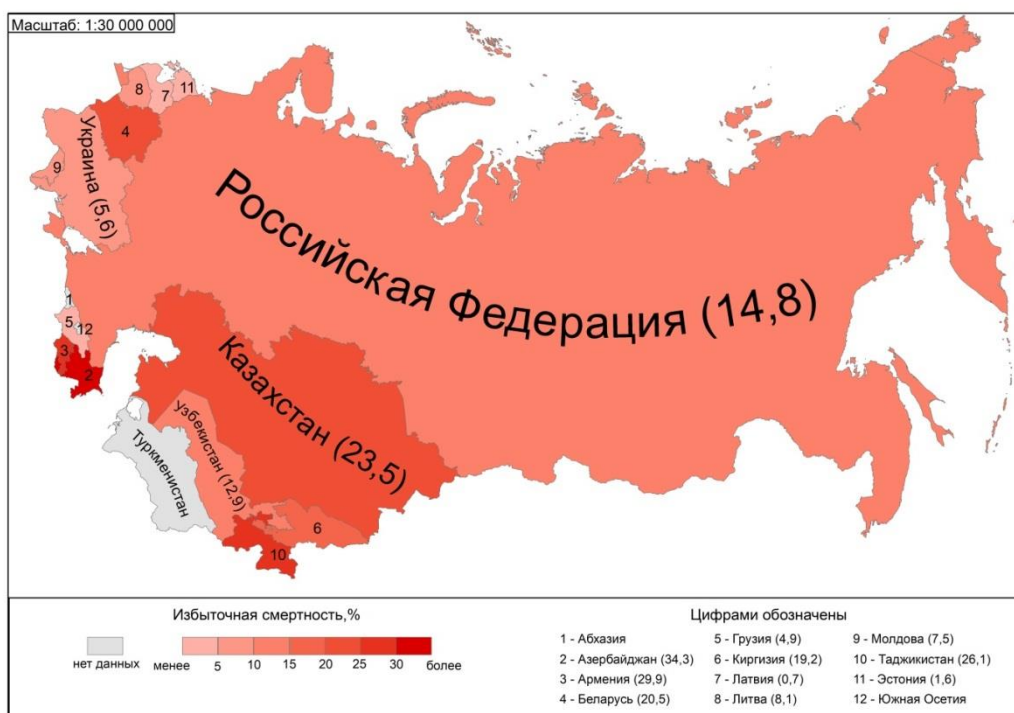 Масштаб: 1:30 000 000
8
7
11
4
Украина (5,6)
9
Российская Федерация (14,8)
1
5
12
3
2
Казахстан (23,5)
Узбекистан (12,9)
Туркменистан
6
10
Избыточная смертность,%
нет данных
менее 5 10 15 20 25 30 более
Цифрами обозначены
1 - Абхазия
2 - Азербайджан (34,3)
3 - Армения (29,9)
4 - Беларусь (20,5)
5 - Грузия (4,9)
6 - Киргизия (19,2)
7 - Латвия (0,7)
8 - Литва (8,1)
9 - Молдова (7,5)
10 - Таджикистан (26,1)
11 - Эстония (1,6)
12 - Южная Осетия